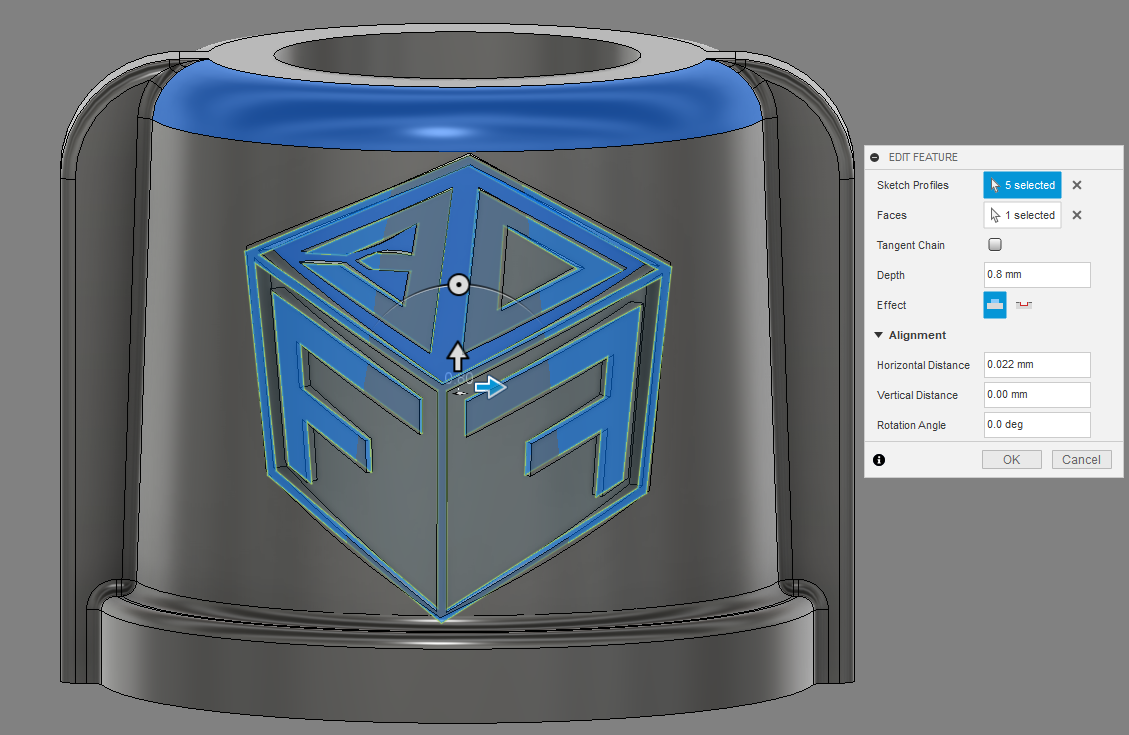 EDIT FEATURE
Sketch Profiles 5 selected
Faces 1 selected
Tangent Chain
Depth 0.8 mm
Effect
Alignment
Horizontal Distance 0.022 mm
Vertical Distance 0.00 mm
Rotation Angle 0.0 deg
OK Cancel
0.80
A D
F A